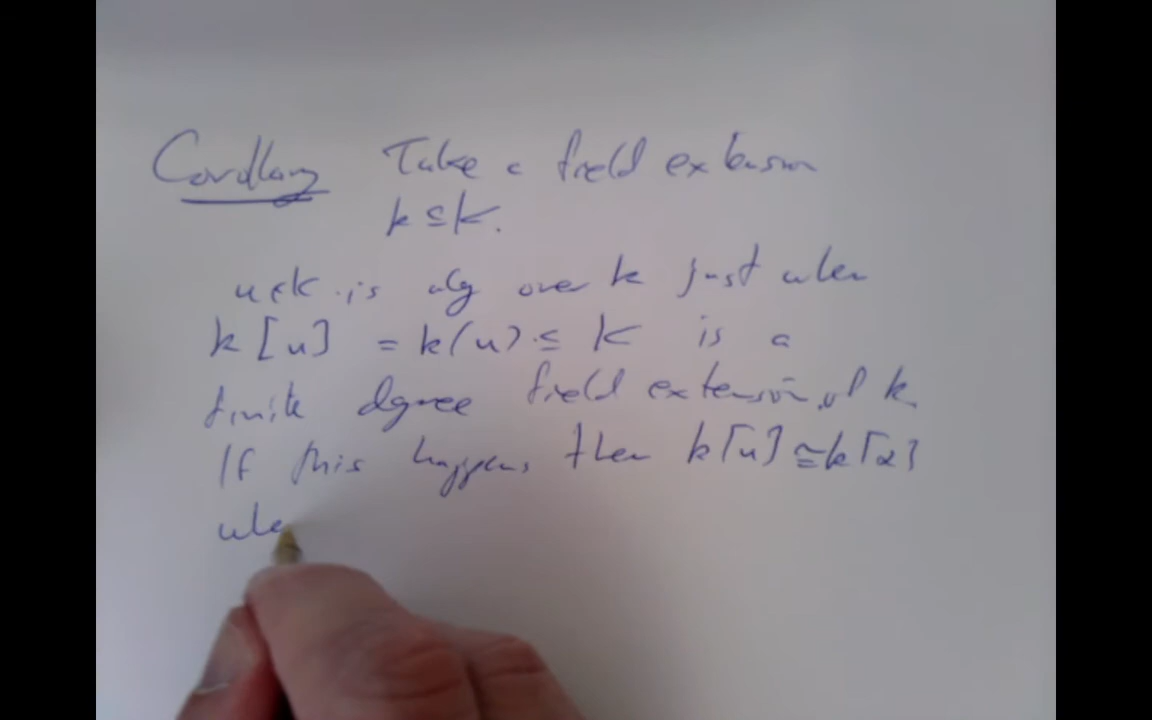 Corollary Take a field extension
k ≤ K.
u ∈ K is alg over k just when
k[u] = k(u) ≤ K is a
finite degree field extension of k.
If this happens then k[u] ≅ k[α]
whe